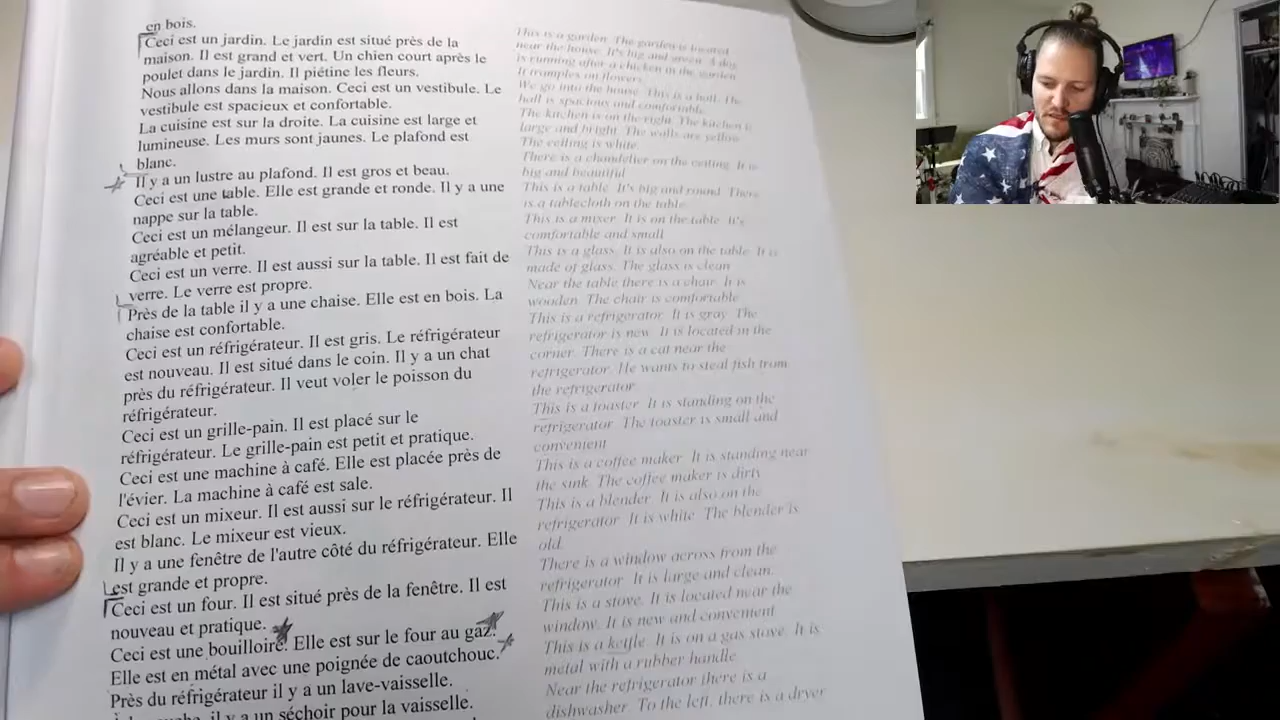 en bois.
Ceci est un jardin. Le jardin est situé près de la
maison. Il est grand et vert. Un chien court après le
poulet dans le jardin. Il piétine les fleurs.
Nous allons dans la maison. Ceci est un vestibule. Le
vestibule est spacieux et confortable.
La cuisine est sur la droite. La cuisine est large et
lumineuse. Les murs sont jaunes. Le plafond est
blanc.
Il y a un lustre au plafond. Il est gros et beau.
Ceci est une table. Elle est grande et ronde. Il y a une
nappe sur la table.
Ceci est un mélangeur. Il est sur la table. Il est
agréable et petit.
Ceci est un verre. Il est aussi sur la table. Il est fait de
verre. Le verre est propre.
Près de la table il y a une chaise. Elle est en bois. La
chaise est confortable.
Ceci est un réfrigérateur. Il est gris. Le réfrigérateur
est nouveau. Il est situé dans le coin. Il y a un chat
près du réfrigérateur. Il veut voler le poisson du
réfrigérateur.
Ceci est un grille-pain. Il est placé sur le
réfrigérateur. Le grille-pain est petit et pratique.
Ceci est une machine à café. Elle est placée près de
l'évier. La machine à café est sale.
Ceci est un mixeur. Il est aussi sur le réfrigérateur. Il
est blanc. Le mixeur est vieux.
Il y a une fenêtre de l'autre côté du réfrigérateur. Elle
est grande et propre.
Ceci est un four. Il est situé près de la fenêtre. Il est
nouveau et pratique.
Ceci est une bouilloire. Elle est sur le four au gaz.
Elle est en métal avec une poignée de caoutchouc.
Près du réfrigérateur il y a un lave-vaisselle.
il y a un séchoir pour la vaisselle.
This is a garden. The garden is located
near the house. It's big and green. A dog
is running after a chicken in the garden.
It tramples on flowers.
We go into the house. This is a hall. The
hall is spacious and comfortable.
The kitchen is on the right. The kitchen is
large and bright. The walls are yellow.
The ceiling is white.
There is a chandelier on the ceiling. It is
big and beautiful.
This is a table. It's big and round. There
is a tablecloth on the table.
This is a mixer. It is on the table. It's
comfortable and small.
This is a glass. It is also on the table. It is
made of glass. The glass is clean.
Near the table there is a chair. It is
wooden. The chair is comfortable.
This is a refrigerator. It is gray. The
refrigerator is new. It is located in the
corner. There is a cat near the
refrigerator. He wants to steal fish from
the refrigerator.
This is a toaster. It is standing on the
refrigerator. The toaster is small and
convenient.
This is a coffee maker. It is standing near
the sink. The coffee maker is dirty.
This is a blender. It is also on the
refrigerator. It is white. The blender is
old.
There is a window across from the
refrigerator. It is large and clean.
This is a stove. It is located near the
window. It is new and convenient.
This is a kettle. It is on a gas stove. It is
metal with a rubber handle.
Near the refrigerator there is a
dishwasher. To the left, there is a dryer